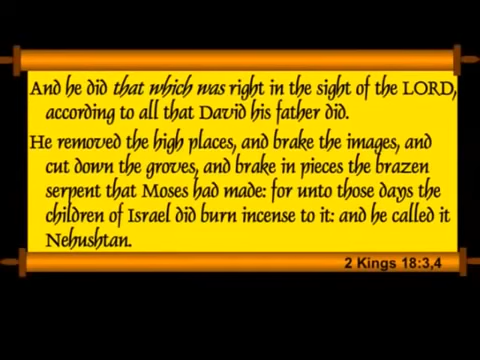 And he did that which was right in the sight of the LORD,
according to all that David his father did.
He removed the high places, and brake the images, and
cut down the groves, and brake in pieces the brazen
serpent that Moses had made: for unto those days the
children of Israel did burn incense to it: and he called it
Nehushtan.
2 Kings 18:3,4